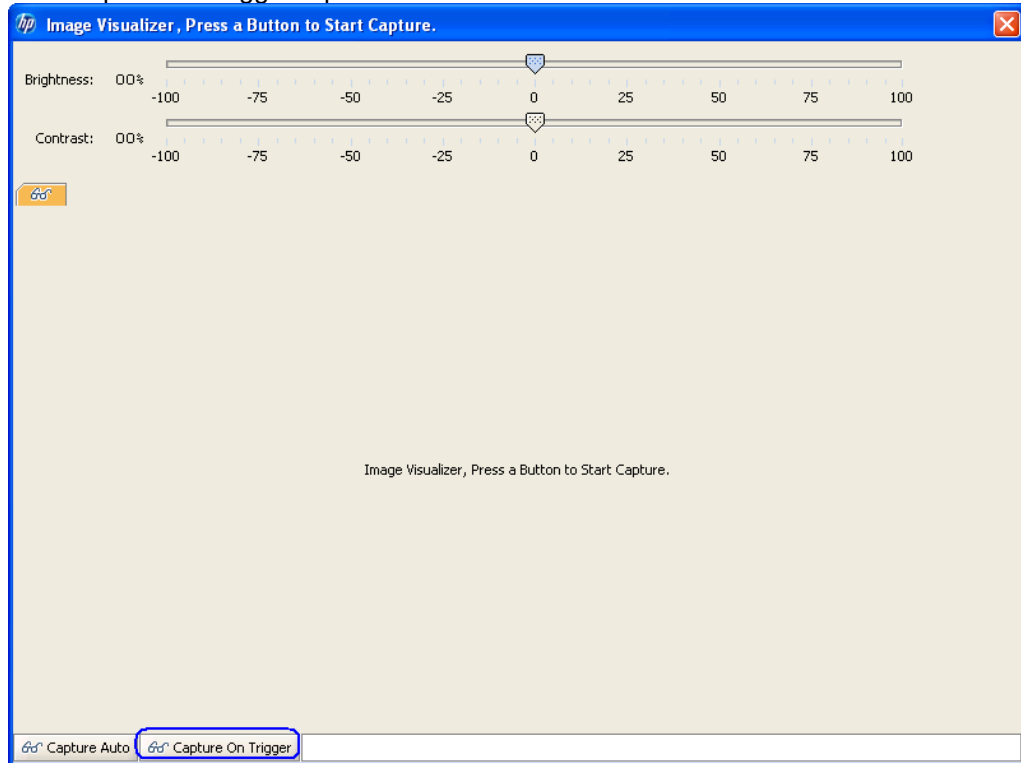 hp Image Visualizer, Press a Button to Start Capture.
Brightness: 00%
-100 -75 -50 -25 0 25 50 75 100
Contrast: 00%
-100 -75 -50 -25 0 25 50 75 100
Image Visualizer, Press a Button to Start Capture.
Capture Auto Capture On Trigger